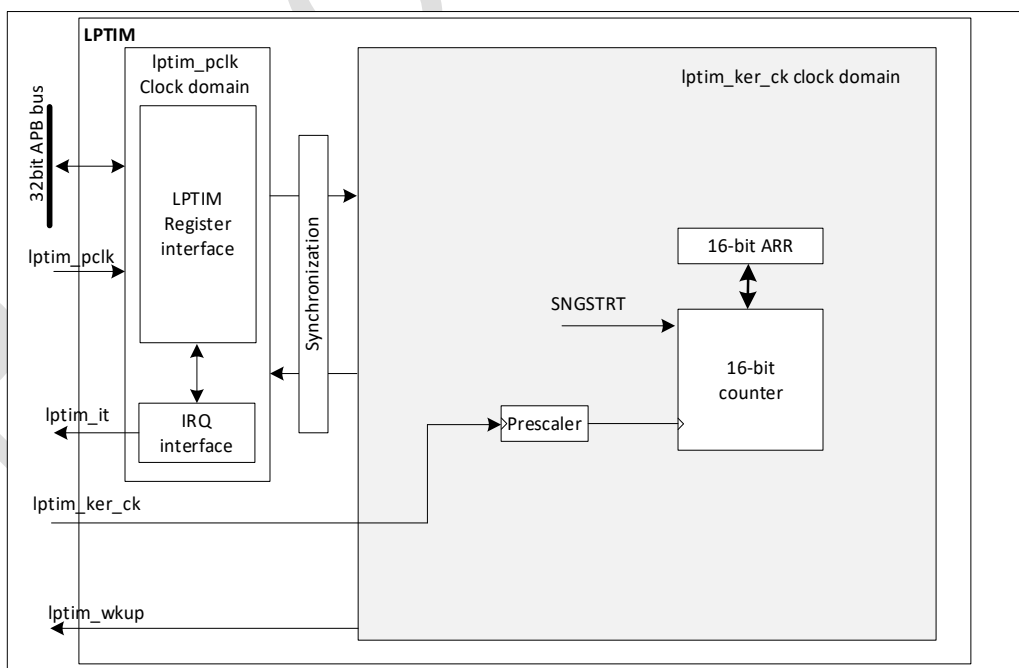 LPTIM
lptim_pclk
Clock domain
lptim_ker_ck clock domain
32bit APB bus
LPTIM
Register
interface
Synchronization
16-bit ARR
lptim_pclk
SNGSTRT
16-bit
counter
lptim_it
IRQ
interface
Prescaler
lptim_ker_ck
lptim_wkup